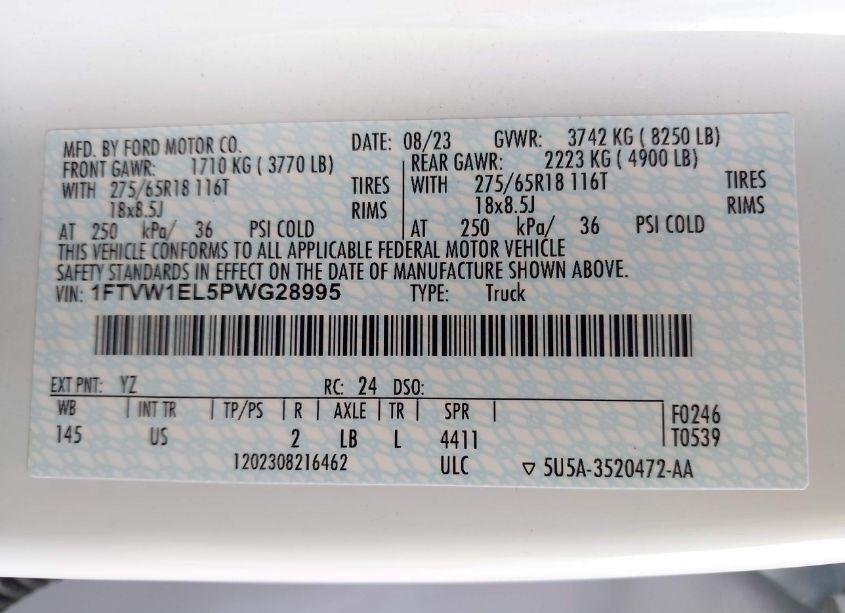 MFD. BY FORD MOTOR CO. DATE: 08/23 GVWR: 3742 KG ( 8250 LB)
FRONT GAWR: 1710 KG ( 3770 LB) REAR GAWR: 2223 KG ( 4900 LB)
WITH 275/65R18 116T TIRES WITH 275/65R18 116T TIRES
18x8.5J RIMS 18x8.5J RIMS
AT 250 kPa/ 36 PSI COLD AT 250 kPa/ 36 PSI COLD
THIS VEHICLE CONFORMS TO ALL APPLICABLE FEDERAL MOTOR VEHICLE
SAFETY STANDARDS IN EFFECT ON THE DATE OF MANUFACTURE SHOWN ABOVE.
VIN: 1FTVW1EL5PWG28995 TYPE: Truck
EXT PNT: YZ RC: 24 DSO:
WB INT TR TP/PS R AXLE TR SPR F0246
145 US 2 LB L 4411 T0539
1202308216462 ULC ▽ 5U5A-3520472-AA